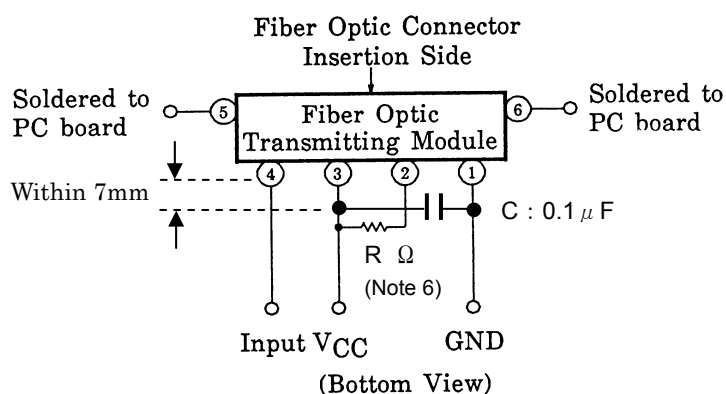 Fiber Optic Connector
Insertion Side
Soldered to
PC board
5
Fiber Optic
Transmitting Module
6
Soldered to
PC board
4
3
2
1
Within 7mm
C : 0.1 μ F
R Ω
(Note 6)
Input VCC
GND
(Bottom View)